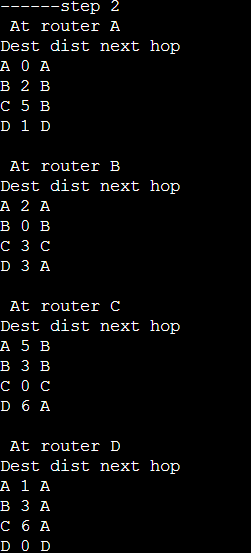 ------step 2
At router A
Dest dist next hop
A 0 A
B 2 B
C 5 B
D 1 D
At router B
Dest dist next hop
A 2 A
B 0 B
C 3 C
D 3 A
At router C
Dest dist next hop
A 5 B
B 3 B
C 0 C
D 6 A
At router D
Dest dist next hop
A 1 A
B 3 A
C 6 A
D 0 D